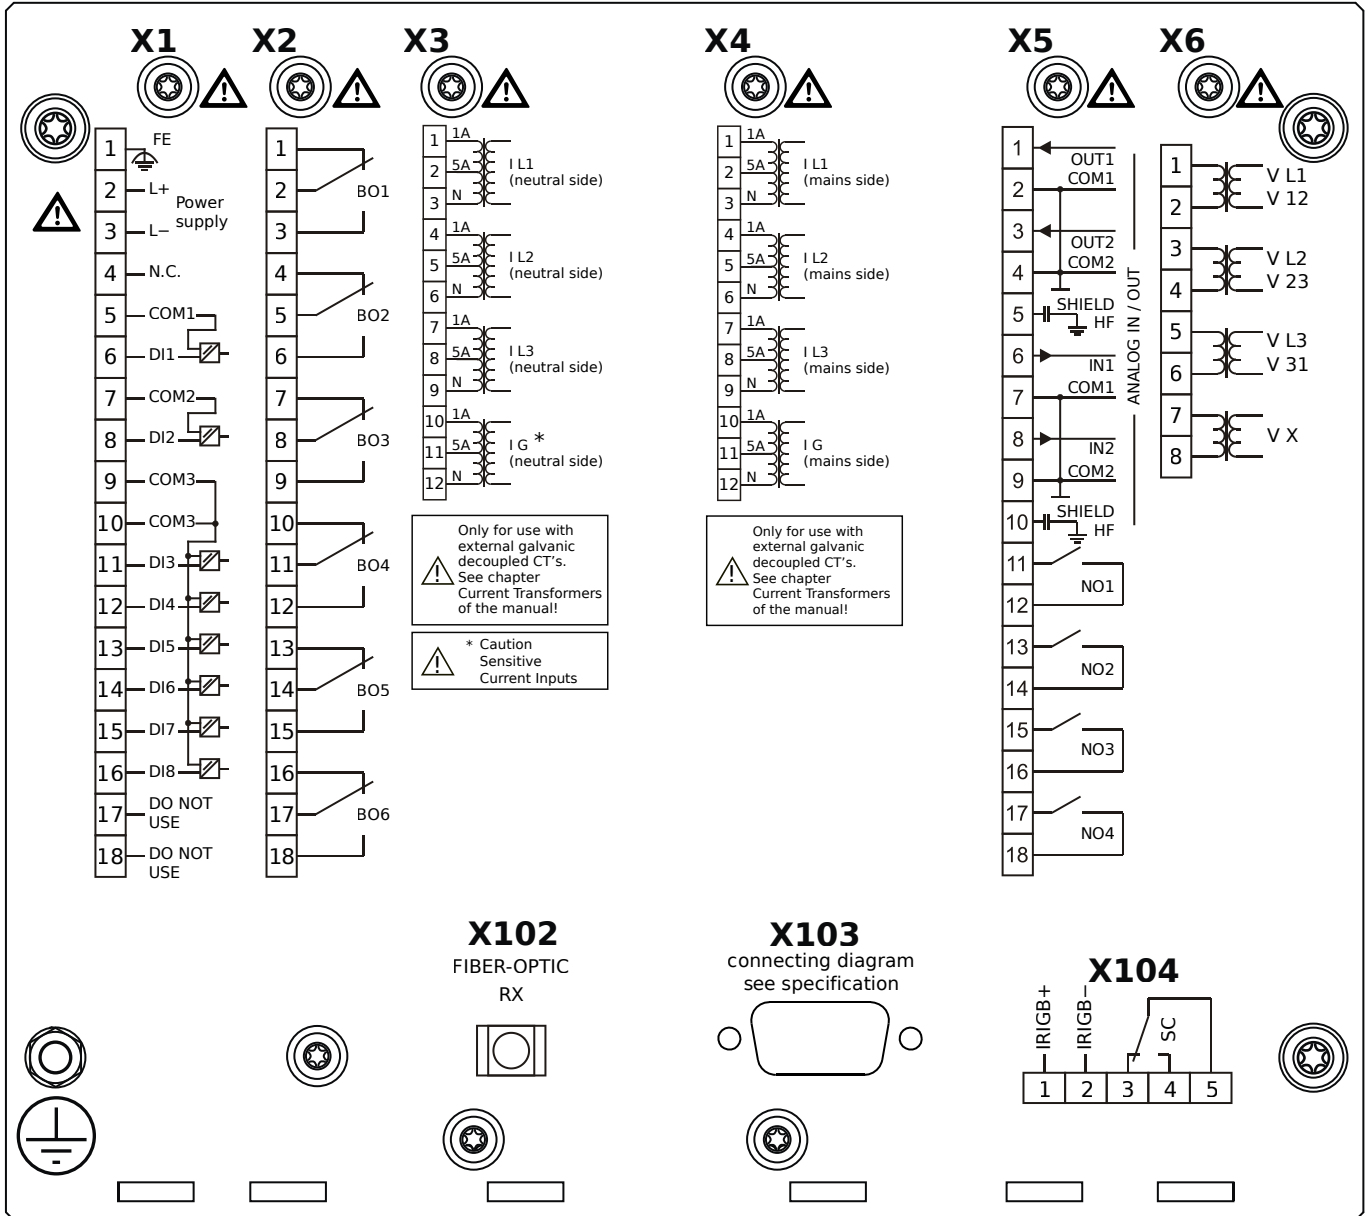 X1
X2
X3
X4
X5
X6
1
FE
2
L+
3
L−
Power
supply
4
N.C.
5
COM1
6
DI1
7
COM2
8
DI2
9
COM3
10
COM3
11
DI3
12
DI4
13
DI5
14
DI6
15
DI7
16
DI8
17
DO NOT
USE
18
DO NOT
USE
1
2
BO1
3
4
5
BO2
6
7
8
BO3
9
10
11
BO4
12
13
14
BO5
15
16
17
BO6
18
1
1A
2
5A
3
N
I L1
(neutral side)
4
1A
5
5A
6
N
I L2
(neutral side)
7
1A
8
5A
9
N
I L3
(neutral side)
10
1A
11
5A
12
N
I G *
(neutral side)
Only for use with
external galvanic
decoupled CT's.
See chapter
Current Transformers
of the manual!
* Caution
Sensitive
Current Inputs
1
1A
2
5A
3
N
I L1
(mains side)
4
1A
5
5A
6
N
I L2
(mains side)
7
1A
8
5A
9
N
I L3
(mains side)
10
1A
11
5A
12
N
I G
(mains side)
Only for use with
external galvanic
decoupled CT's.
See chapter
Current Transformers
of the manual!
1
OUT1
2
COM1
3
OUT2
4
COM2
5
SHIELD
HF
6
IN1
7
COM1
8
IN2
9
COM2
10
SHIELD
HF
ANALOG IN / OUT
11
NO1
12
13
NO2
14
15
NO3
16
17
NO4
18
1
V L1
2
V 12
3
V L2
4
V 23
5
V L3
6
V 31
7
V X
8
X102
FIBER-OPTIC
RX
X103
connecting diagram
see specification
X104
IRIGB+
IRIGB−
SC
1
2
3
4
5